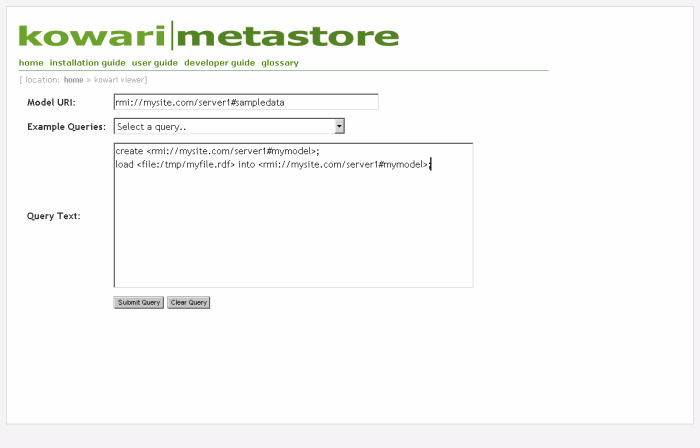 kowari|metastore
home installation guide user guide developer guide glossary
[ location: home » kowari viewer]
Model URI: rmi://mysite.com/server1#sampledata
Example Queries: Select a query..
create <rmi://mysite.com/server1#mymodel>;
load <file:/tmp/myfile.rdf> into <rmi://mysite.com/server1#mymodel>;
Query Text:
Submit Query Clear Query